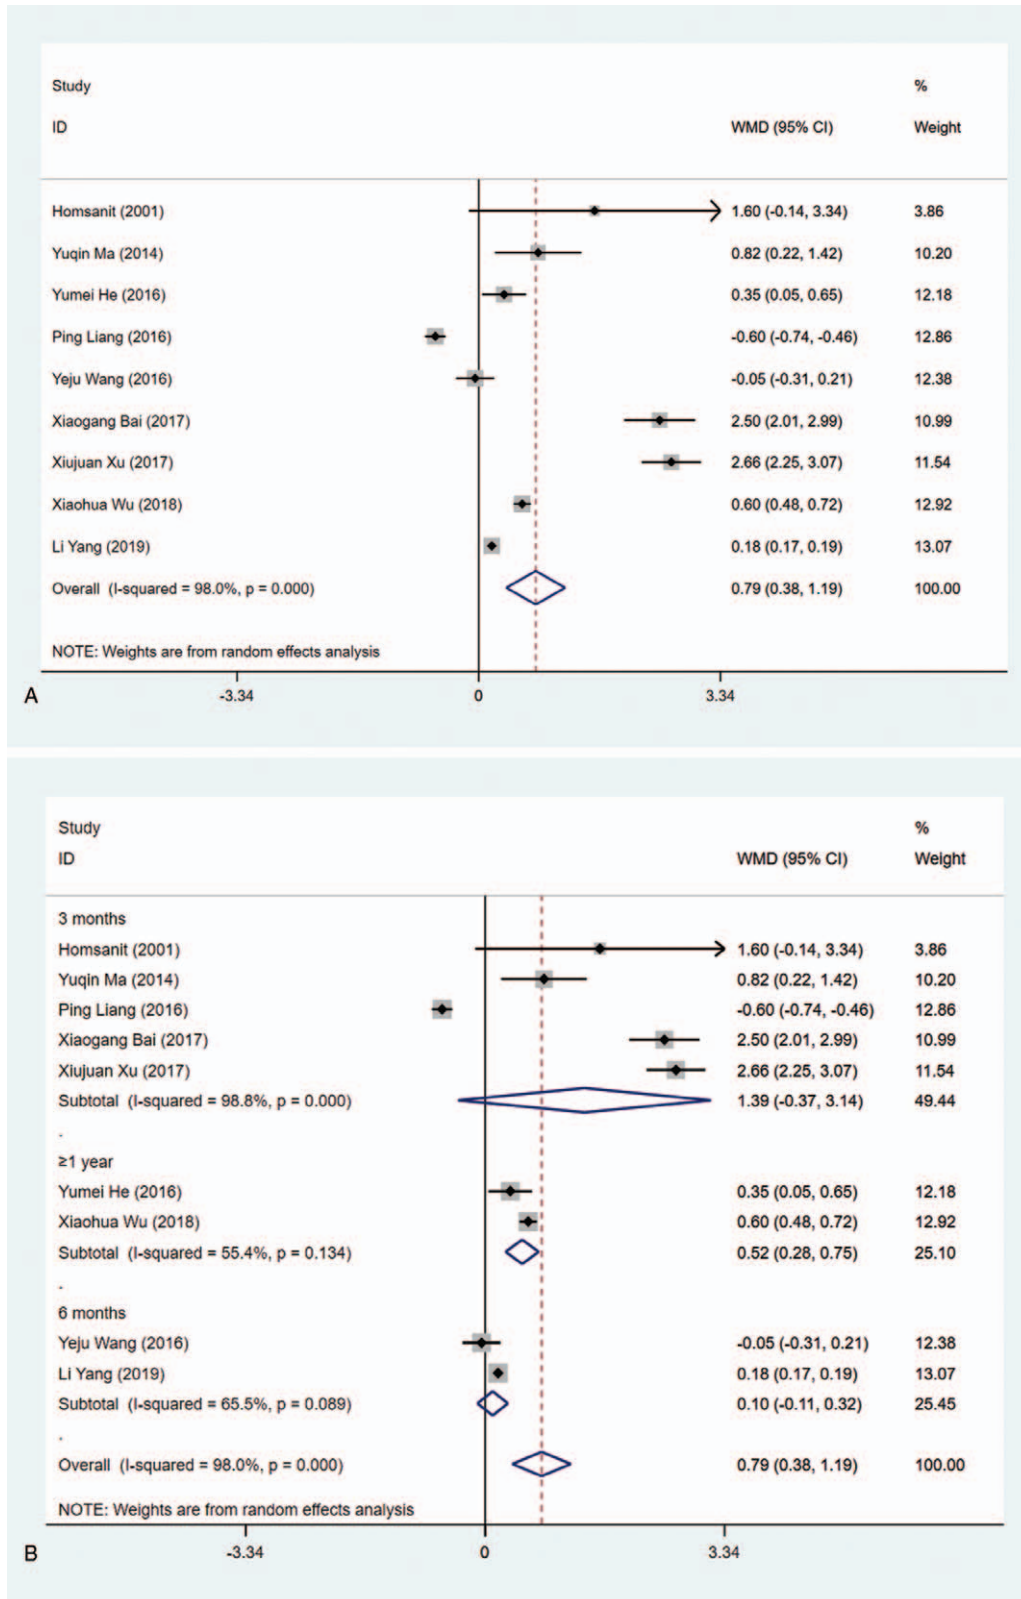 Study %
ID WMD (95% CI) Weight
Homsanit (2001) 1.60 (-0.14, 3.34) 3.86
Yuqin Ma (2014) 0.82 (0.22, 1.42) 10.20
Yumei He (2016) 0.35 (0.05, 0.65) 12.18
Ping Liang (2016) -0.60 (-0.74, -0.46) 12.86
Yeju Wang (2016) -0.05 (-0.31, 0.21) 12.38
Xiaogang Bai (2017) 2.50 (2.01, 2.99) 10.99
Xiujuan Xu (2017) 2.66 (2.25, 3.07) 11.54
Xiaohua Wu (2018) 0.60 (0.48, 0.72) 12.92
Li Yang (2019) 0.18 (0.17, 0.19) 13.07
Overall (I-squared = 98.0%, p = 0.000) 0.79 (0.38, 1.19) 100.00
NOTE: Weights are from random effects analysis
A -3.34 0 3.34
Study %
ID WMD (95% CI) Weight
3 months
Homsanit (2001) 1.60 (-0.14, 3.34) 3.86
Yuqin Ma (2014) 0.82 (0.22, 1.42) 10.20
Ping Liang (2016) -0.60 (-0.74, -0.46) 12.86
Xiaogang Bai (2017) 2.50 (2.01, 2.99) 10.99
Xiujuan Xu (2017) 2.66 (2.25, 3.07) 11.54
Subtotal (I-squared = 98.8%, p = 0.000) 1.39 (-0.37, 3.14) 49.44
.
≥1 year
Yumei He (2016) 0.35 (0.05, 0.65) 12.18
Xiaohua Wu (2018) 0.60 (0.48, 0.72) 12.92
Subtotal (I-squared = 55.4%, p = 0.134) 0.52 (0.28, 0.75) 25.10
.
6 months
Yeju Wang (2016) -0.05 (-0.31, 0.21) 12.38
Li Yang (2019) 0.18 (0.17, 0.19) 13.07
Subtotal (I-squared = 65.5%, p = 0.089) 0.10 (-0.11, 0.32) 25.45
.
Overall (I-squared = 98.0%, p = 0.000) 0.79 (0.38, 1.19) 100.00
NOTE: Weights are from random effects analysis
B -3.34 0 3.34